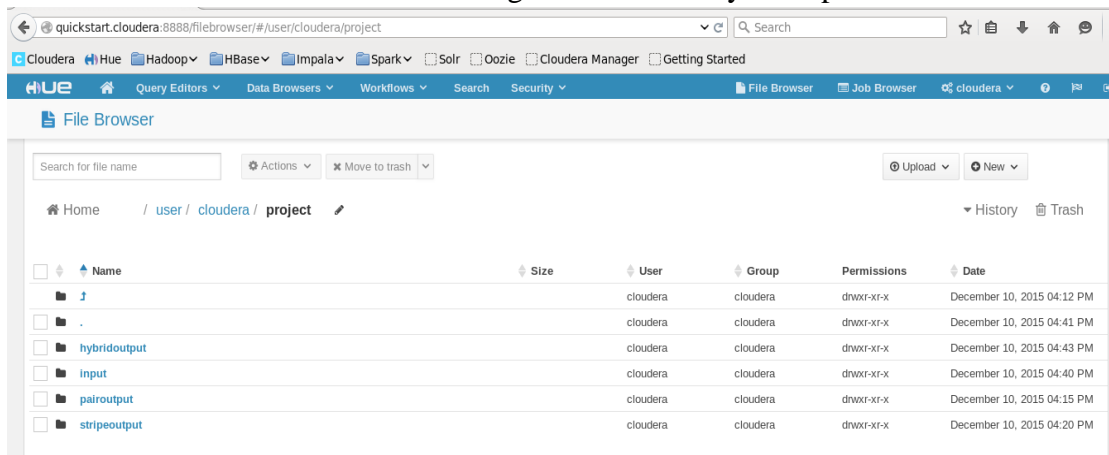 quickstart.cloudera:8888/filebrowser/#/user/cloudera/project Search
Cloudera Hue Hadoop HBase Impala Spark Solr Oozie Cloudera Manager Getting Started
HUE Query Editors Data Browsers Workflows Search Security File Browser Job Browser cloudera
File Browser
Search for file name Actions Move to trash Upload New
Home / user / cloudera / project History Trash
Name Size User Group Permissions Date
cloudera cloudera drwxr-xr-x December 10, 2015 04:12 PM
. cloudera cloudera drwxr-xr-x December 10, 2015 04:41 PM
hybridoutput cloudera cloudera drwxr-xr-x December 10, 2015 04:43 PM
input cloudera cloudera drwxr-xr-x December 10, 2015 04:40 PM
pairoutput cloudera cloudera drwxr-xr-x December 10, 2015 04:15 PM
stripeoutput cloudera cloudera drwxr-xr-x December 10, 2015 04:20 PM